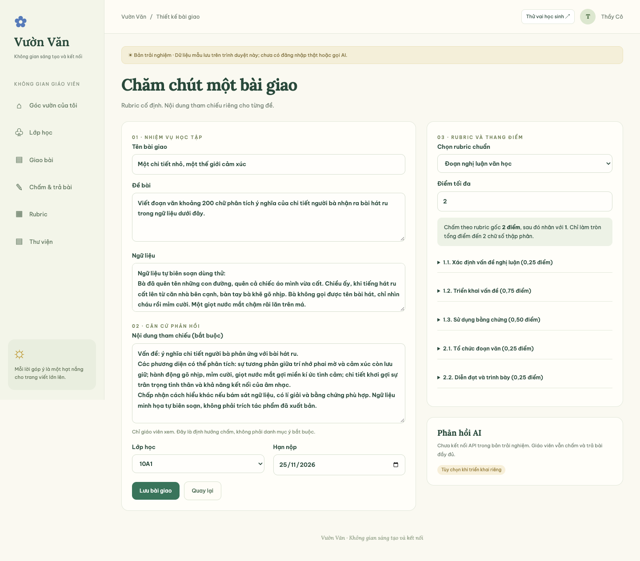 Vườn Văn
Không gian sáng tạo và kết nối
KHÔNG GIAN GIÁO VIÊN
Góc vườn của tôi
Lớp học
Giao bài
Chấm & trả bài
Rubric
Thư viện
Mỗi lời góp ý là một hạt nắng
cho trang viết lớn lên.
Vườn Văn / Thiết kế bài giao
Thử vai học sinh ↗
T
Thầy Cô
☀ Bản trải nghiệm · Dữ liệu mẫu lưu trên trình duyệt này; chưa có đăng nhập thật hoặc gọi AI.
Chăm chút một bài giao
Rubric cố định. Nội dung tham chiếu riêng cho từng đề.
01 · NHIỆM VỤ HỌC TẬP
Tên bài giao
Một chi tiết nhỏ, một thế giới cảm xúc
Đề bài
Viết đoạn văn khoảng 200 chữ phân tích ý nghĩa của chi tiết người bà nhận ra bài hát ru
trong ngữ liệu dưới đây.
Ngữ liệu
Ngữ liệu tự biên soạn dùng thử:
Bà đã quên tên những con đường, quên cả chiếc áo mình vừa cất. Chiều ấy, khi tiếng hát ru
cất lên từ căn nhà bên cạnh, bàn tay bà khẽ gõ nhịp. Bà không gọi được tên bài hát, chỉ nhìn
cháu rồi mỉm cười. Một giọt nước mắt chậm rãi lăn trên má.
02 · CĂN CỨ PHẢN HỒI
Nội dung tham chiếu (bắt buộc)
Vấn đề: ý nghĩa chi tiết người bà phản ứng với bài hát ru.
Các phương diện có thể phân tích: sự tương phản giữa trí nhớ phai mờ và cảm xúc còn lưu
giữ; hành động gõ nhịp, mỉm cười, giọt nước mắt gợi miền kí ức tình cảm; chi tiết khơi gợi sự
trân trọng tình thân và khả năng kết nối của âm nhạc.
Chấp nhận cách hiểu khác nếu bám sát ngữ liệu, có lí giải và bằng chứng phù hợp. Ngữ liệu
minh họa tự biên soạn, không phải trích tác phẩm đã xuất bản.
Chỉ giáo viên xem. Đây là định hướng chấm, không phải danh mục ý bắt buộc.
Lớp học
Hạn nộp
10A1
25/11/2026
Lưu bài giao
Quay lại
03 · RUBRIC VÀ THANG ĐIỂM
Chọn rubric chuẩn
Đoạn nghị luận văn học
Điểm tối đa
2
Chấm theo rubric gốc 2 điểm, sau đó nhân với 1. Chỉ làm tròn
tổng điểm đến 2 chữ số thập phân.
▸ 1.1. Xác định vấn đề nghị luận (0,25 điểm)
▸ 1.2. Triển khai vấn đề (0,75 điểm)
▸ 1.3. Sử dụng bằng chứng (0,50 điểm)
▸ 2.1. Tổ chức đoạn văn (0,25 điểm)
▸ 2.2. Diễn đạt và trình bày (0,25 điểm)
Phản hồi AI
Chưa kết nối API trong bản trải nghiệm. Giáo viên vẫn chấm và trả bài
đầy đủ.
Tùy chọn khi triển khai riêng
Vườn Văn · Không gian sáng tạo và kết nối